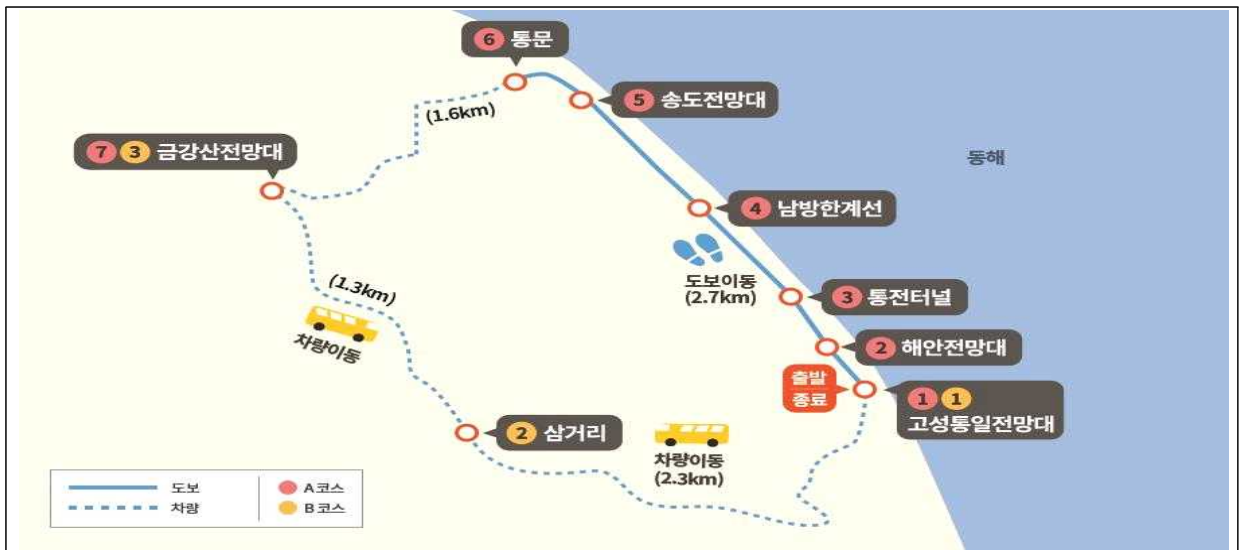 6 통문
5 송도전망대
(1.6km)
7 3 금강산전망대
동해
4 남방한계선
도보이동
(2.7km)
3 통전터널
(1.3km)
차량이동
2 해안전망대
출발
종료
1 1
고성통일전망대
2 삼거리
차량이동
(2.3km)
도보
A코스
차량
B코스